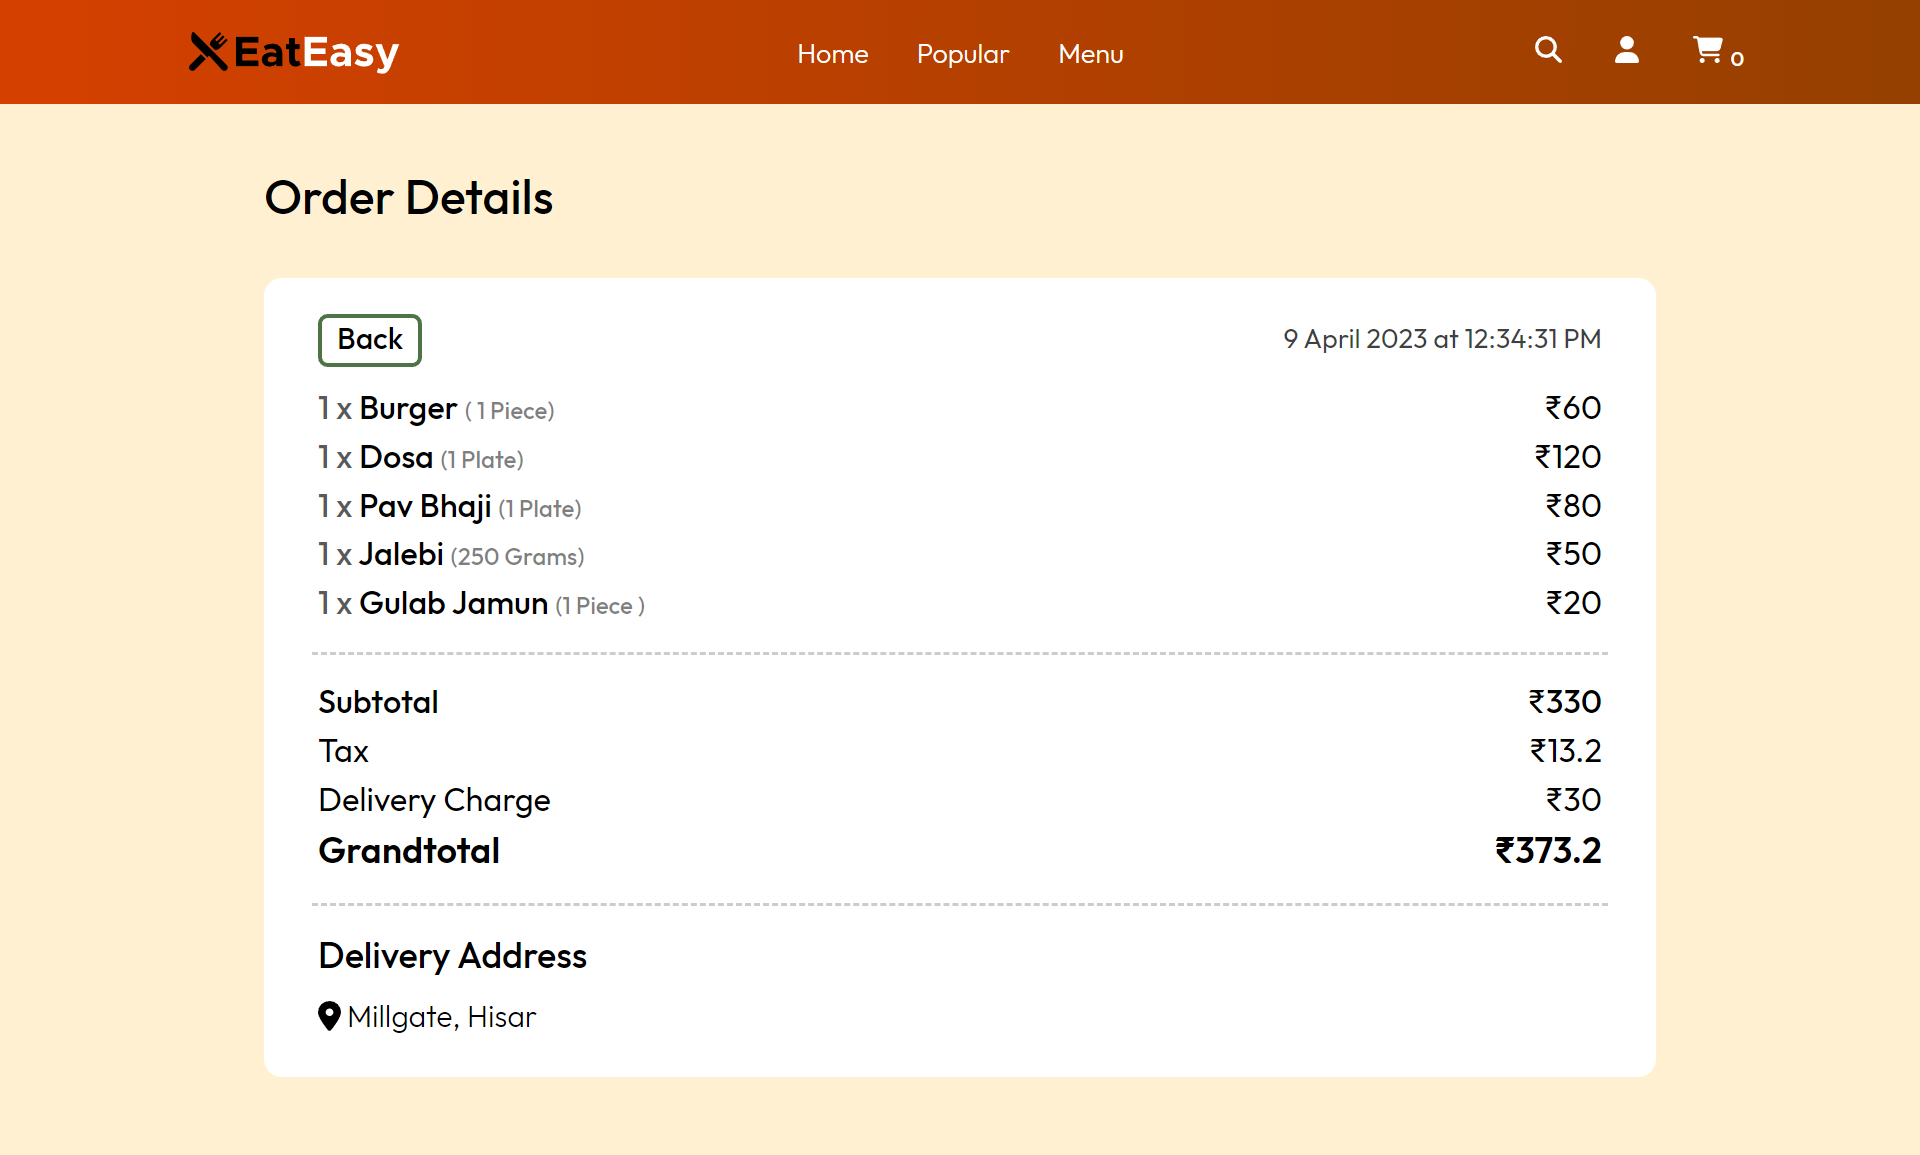 EatEasy Home Popular Menu 0
Order Details
Back 9 April 2023 at 12:34:31 PM
1 x Burger ( 1 Piece) ₹60
1 x Dosa (1 Plate) ₹120
1 x Pav Bhaji (1 Plate) ₹80
1 x Jalebi (250 Grams) ₹50
1 x Gulab Jamun (1 Piece ) ₹20
Subtotal ₹330
Tax ₹13.2
Delivery Charge ₹30
Grandtotal ₹373.2
Delivery Address
Millgate, Hisar